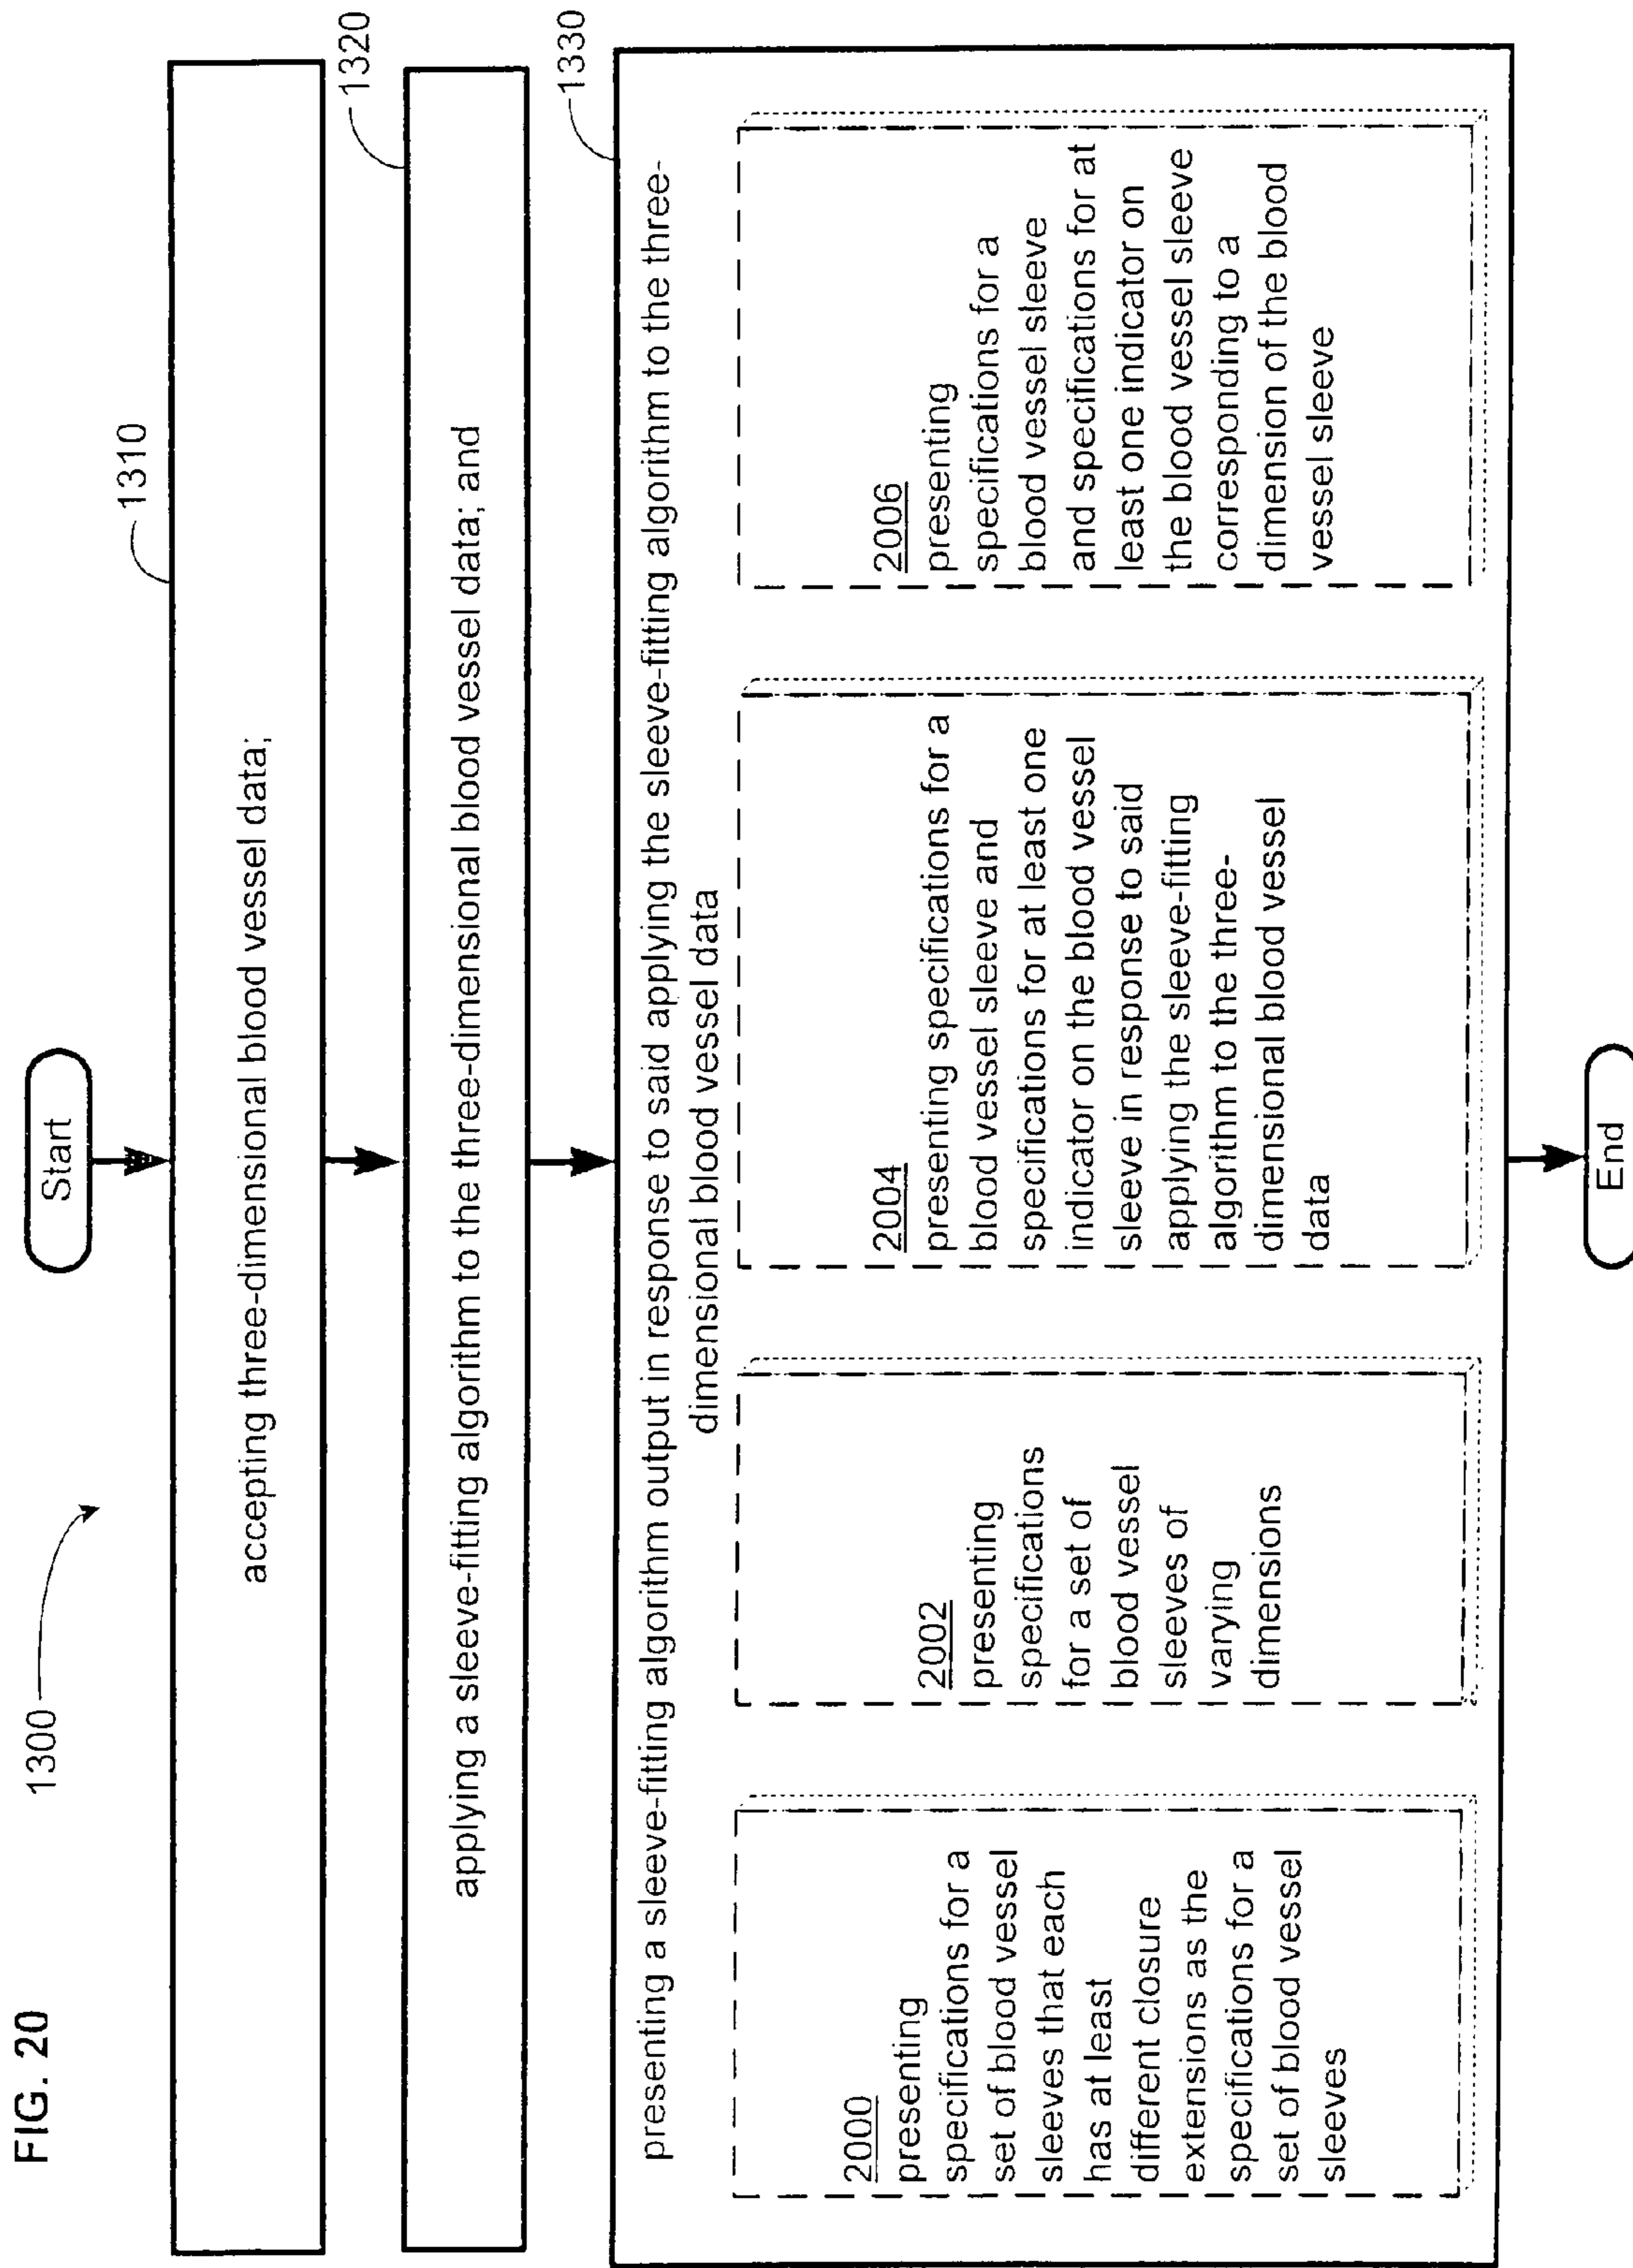 FIG. 20
1300
Start
1310
accepting three-dimensional blood vessel data;
1320
applying a sleeve-fitting algorithm to the three-dimensional blood vessel data; and
1330
presenting a sleeve-fitting algorithm output in response to said applying the sleeve-fitting algorithm to the three-
dimensional blood vessel data
2000
presenting
specifications for a
set of blood vessel
sleeves that each
has at least
different closure
extensions as the
specifications for a
set of blood vessel
sleeves
2002
presenting
specifications
for a set of
blood vessel
sleeves of
varying
dimensions
2004
presenting specifications for a
blood vessel sleeve and
specifications for at least one
indicator on the blood vessel
sleeve in response to said
applying the sleeve-fitting
algorithm to the three-
dimensional blood vessel
data
2006
presenting
specifications for a
blood vessel sleeve
and specifications for at
least one indicator on
the blood vessel sleeve
corresponding to a
dimension of the blood
vessel sleeve
End